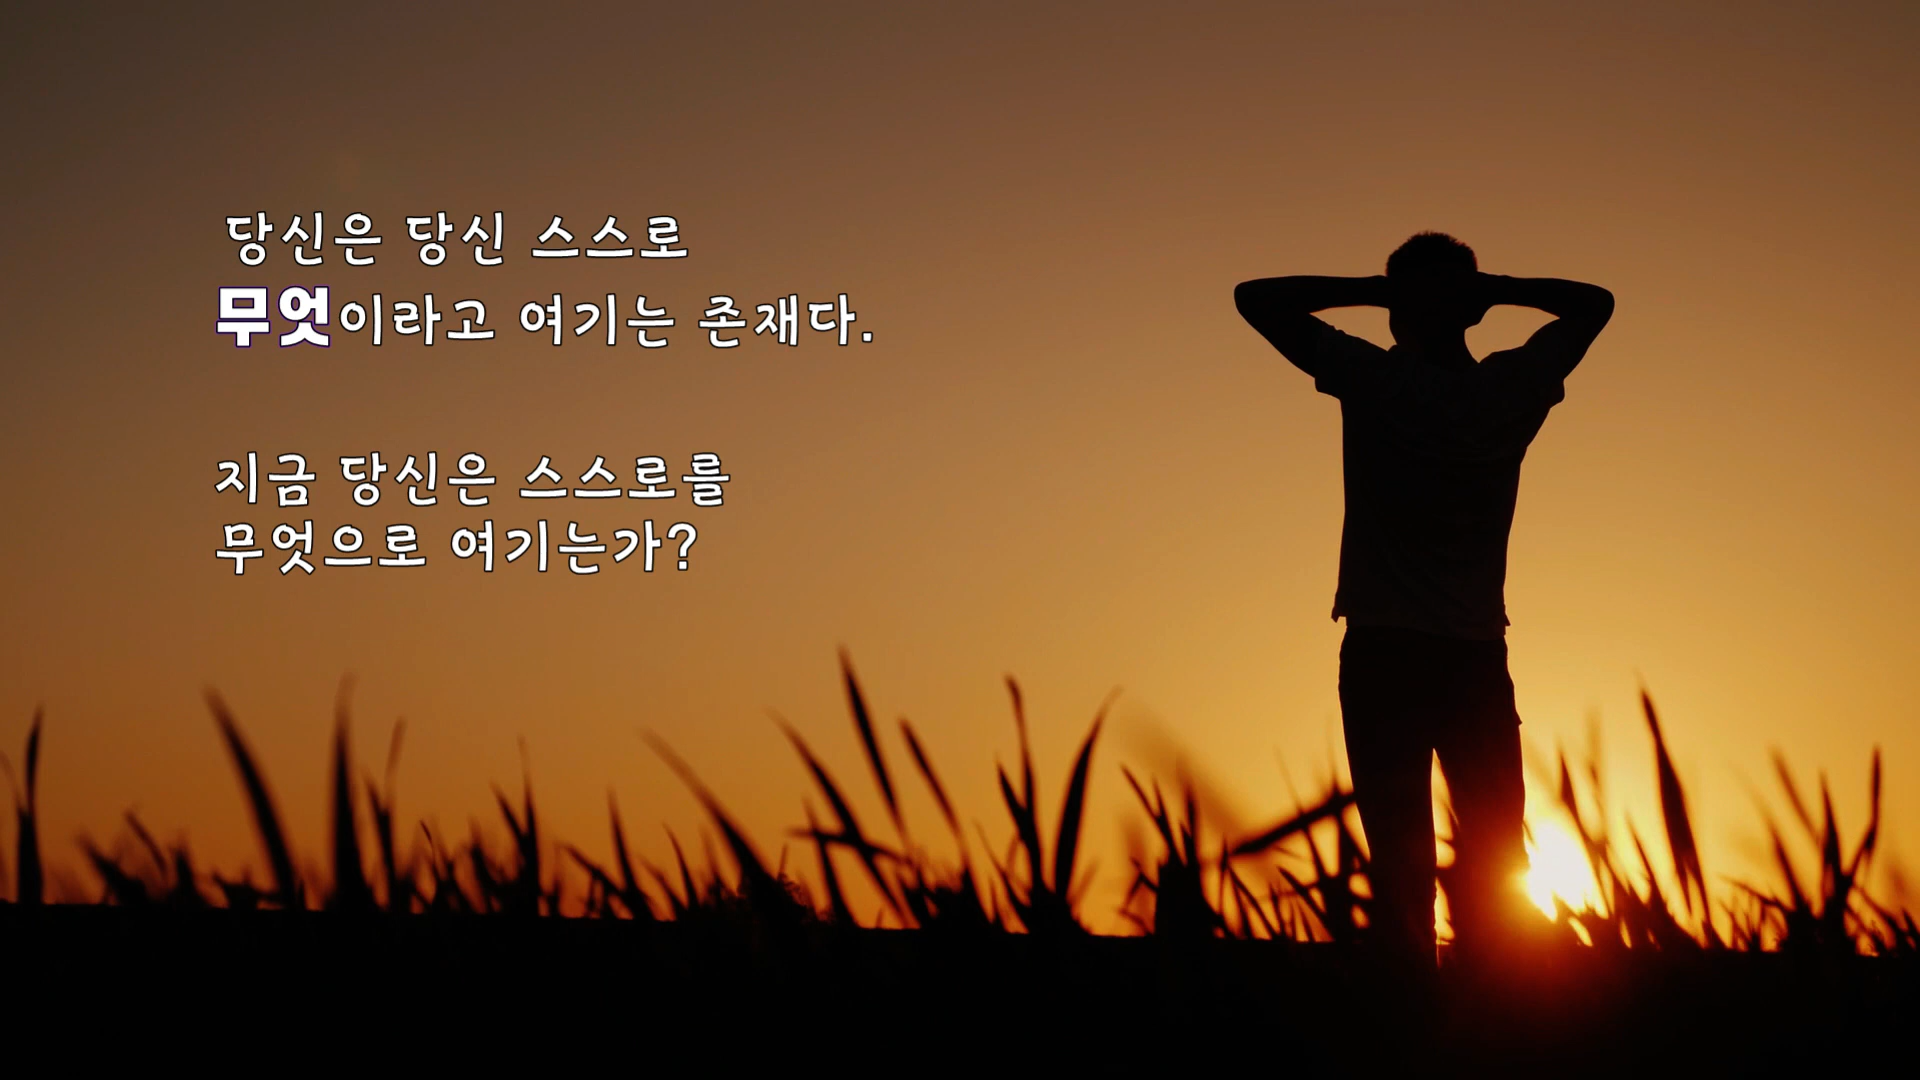 당신은 당신 스스로
무엇이라고 여기는 존재다.
지금 당신은 스스로를
무엇으로 여기는가?